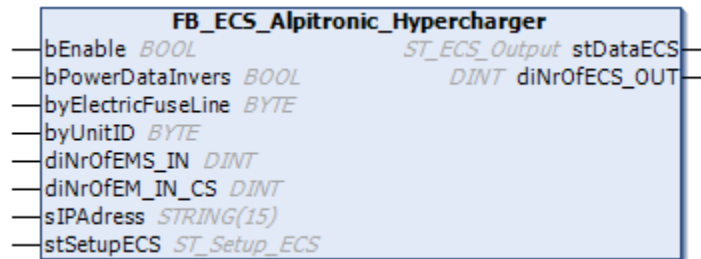 FB_ECS_Alpitronic_Hypercharger
bEnable BOOL ST_ECS_Output stDataECS
bPowerDataInvers BOOL DINT diNrOfECS_OUT
byElectricFuseLine BYTE
byUnitID BYTE
diNrOfEMS_IN DINT
diNrOfEM_IN_CS DINT
sIPAdress STRING(15)
stSetupECS ST_Setup_ECS